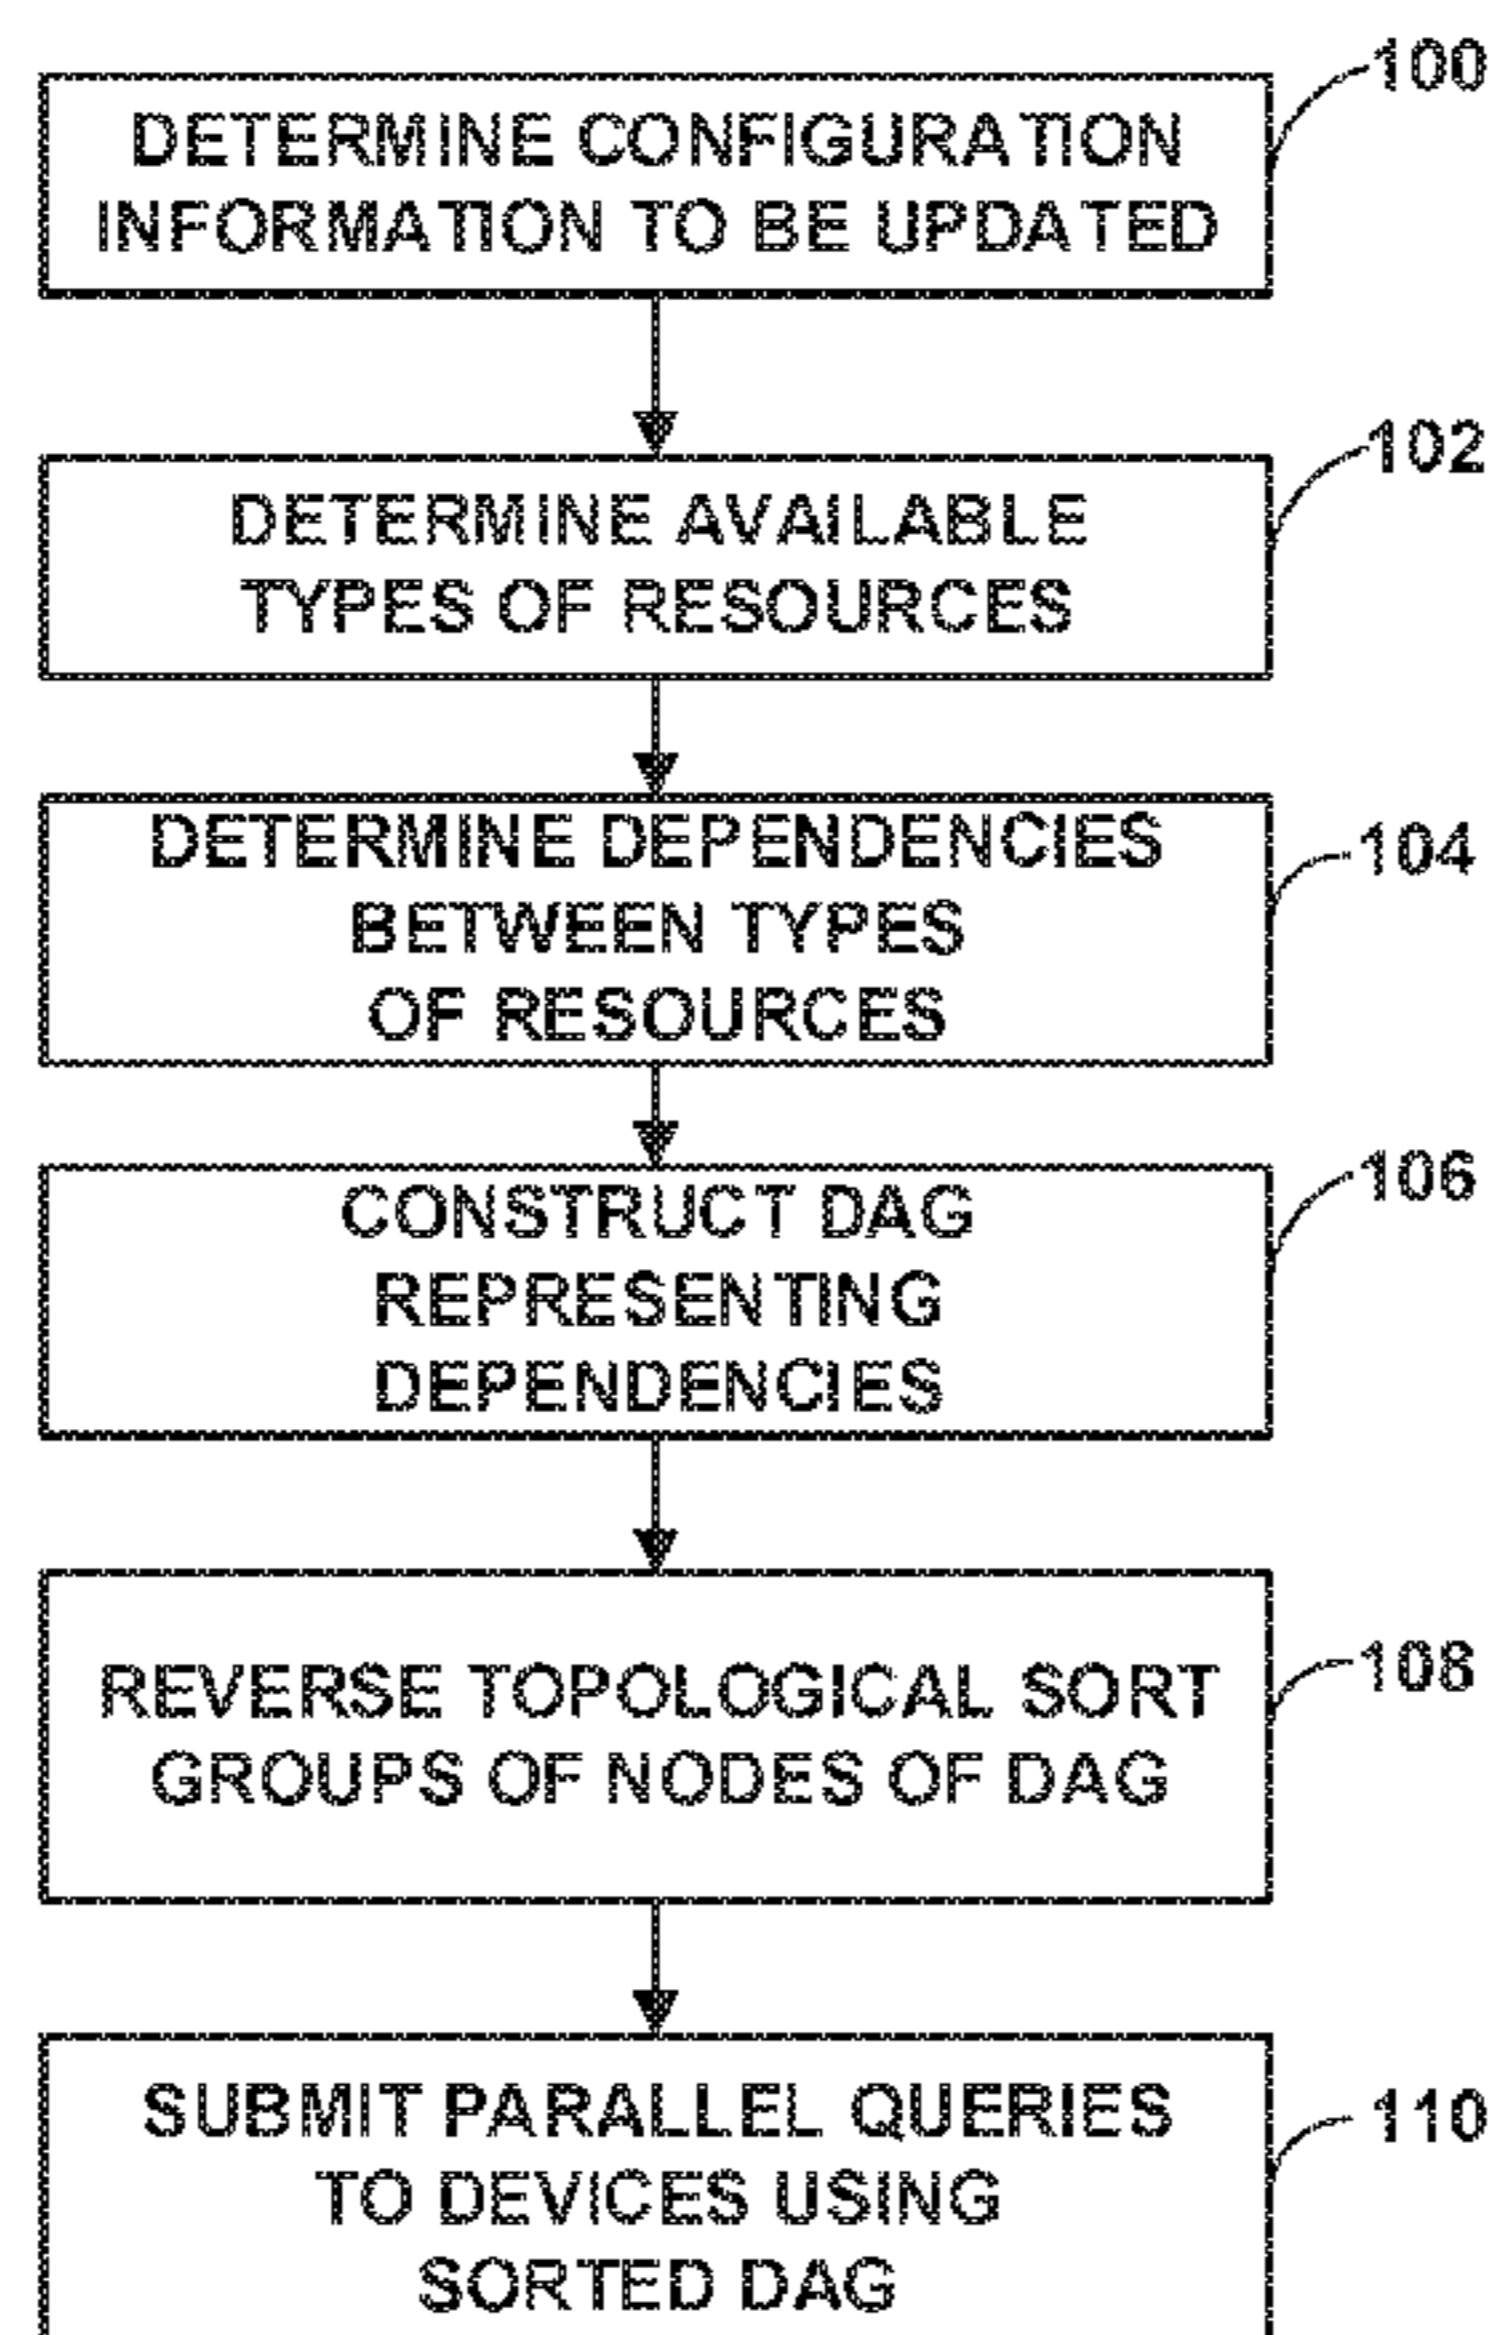 100
DETERMINE CONFIGURATION
INFORMATION TO BE UPDATED
102
DETERMINE AVAILABLE
TYPES OF RESOURCES
104
DETERMINE DEPENDENCIES
BETWEEN TYPES
OF RESOURCES
106
CONSTRUCT DAG
REPRESENTING
DEPENDENCIES
108
REVERSE TOPOLOGICAL SORT
GROUPS OF NODES OF DAG
110
SUBMIT PARALLEL QUERIES
TO DEVICES USING
SORTED DAG